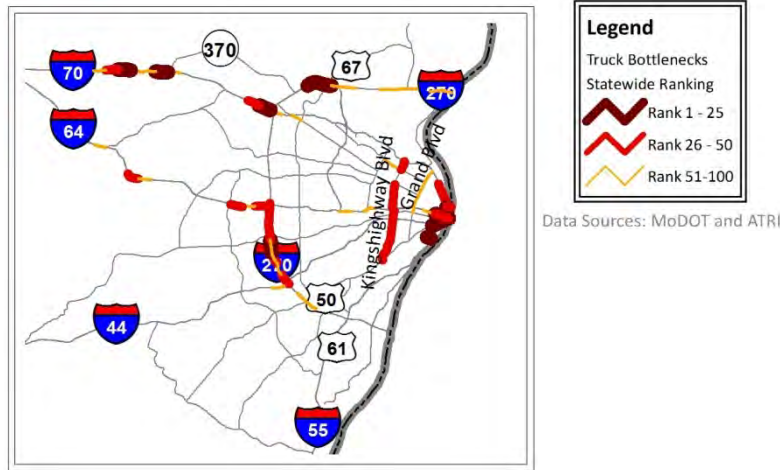 370
67
70
270
64
Kingshighway Blvd
Grand Blvd
270
50
44
61
55
Legend
Truck Bottlenecks
Statewide Ranking
Rank 1 - 25
Rank 26 - 50
Rank 51-100
Data Sources: MoDOT and ATRI